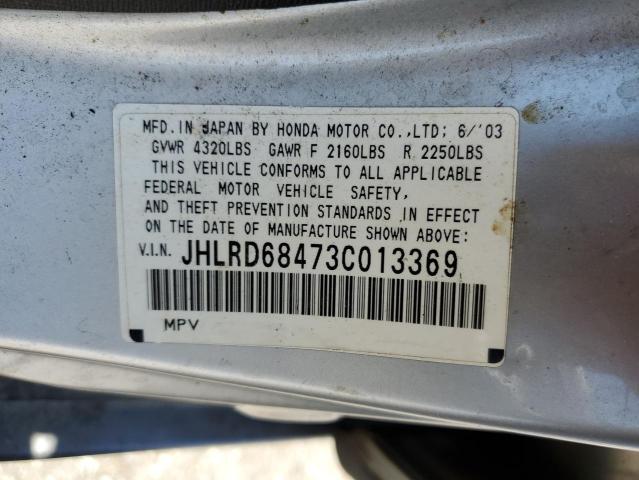 MFD. IN JAPAN BY HONDA MOTOR CO., LTD; 6/'03
GVWR 4320LBS GAWR F 2160LBS R 2250LBS
THIS VEHICLE CONFORMS TO ALL APPLICABLE
FEDERAL MOTOR VEHICLE SAFETY,
AND THEFT PREVENTION STANDARDS IN EFFECT
ON THE DATE OF MANUFACTURE SHOWN ABOVE:
V.I.N. JHLRD68473C013369
MPV